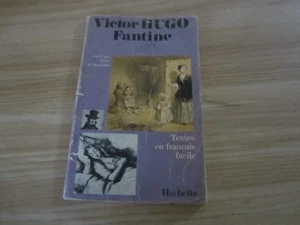 Victor HUGO
Fantine
Textes
en français
facile
Hachette